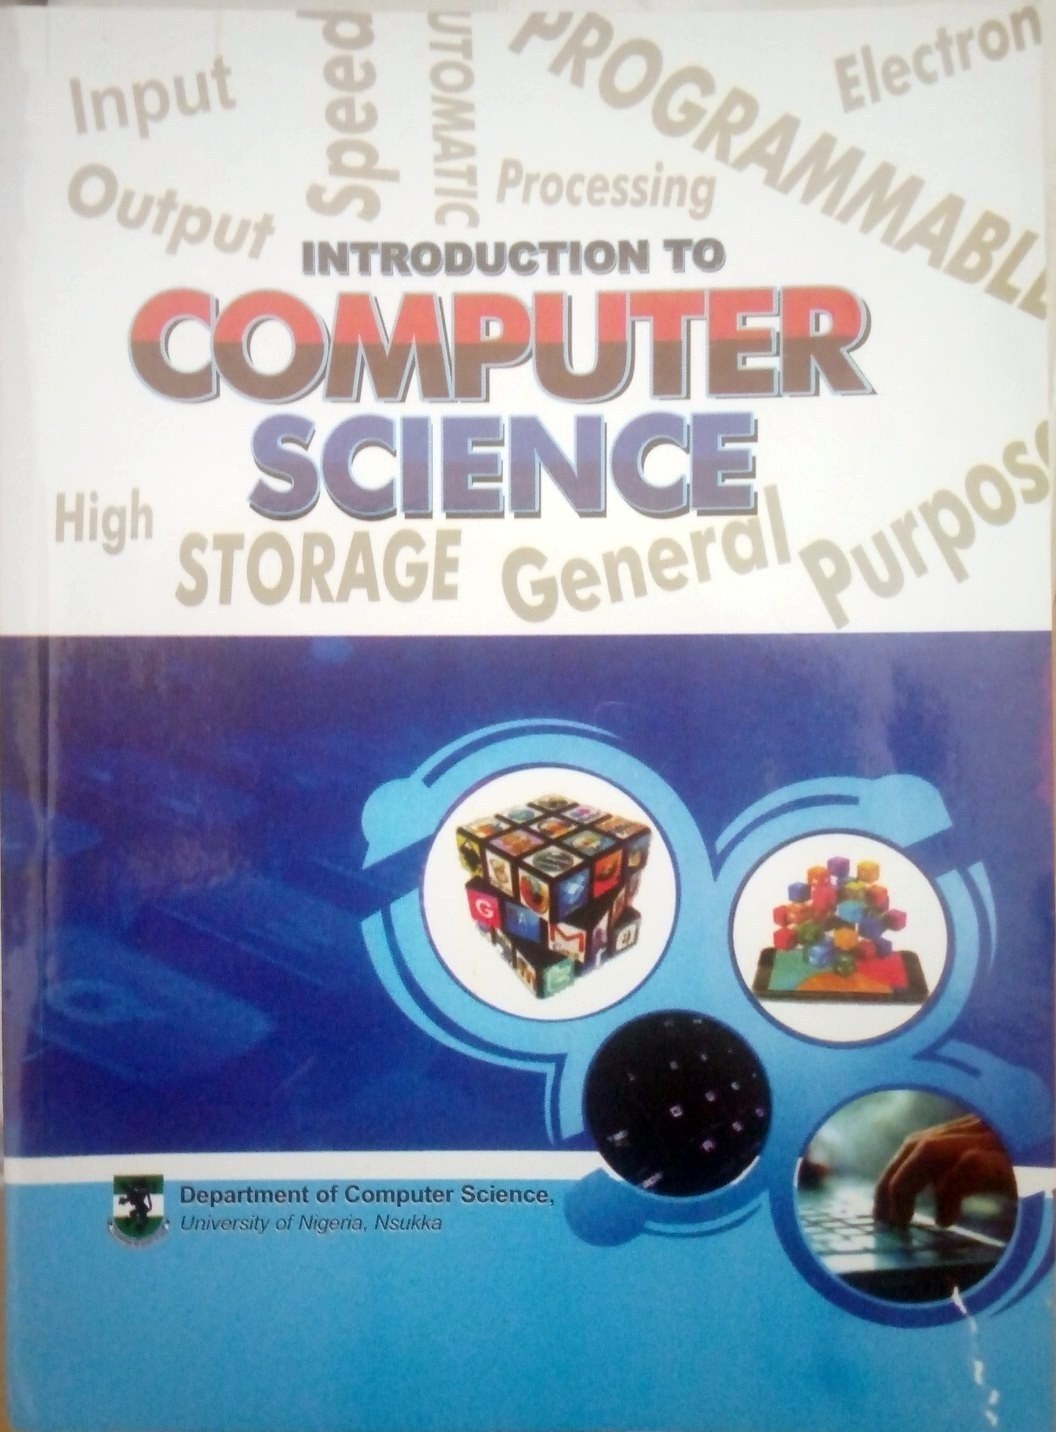 Input
Output
Speed
UTOMATIC
PROGRAMMABLE
Electron
Processing
INTRODUCTION TO
COMPUTER
SCIENCE
High
STORAGE
General
Purpos
G
M
Department of Computer Science,
University of Nigeria, Nsukka